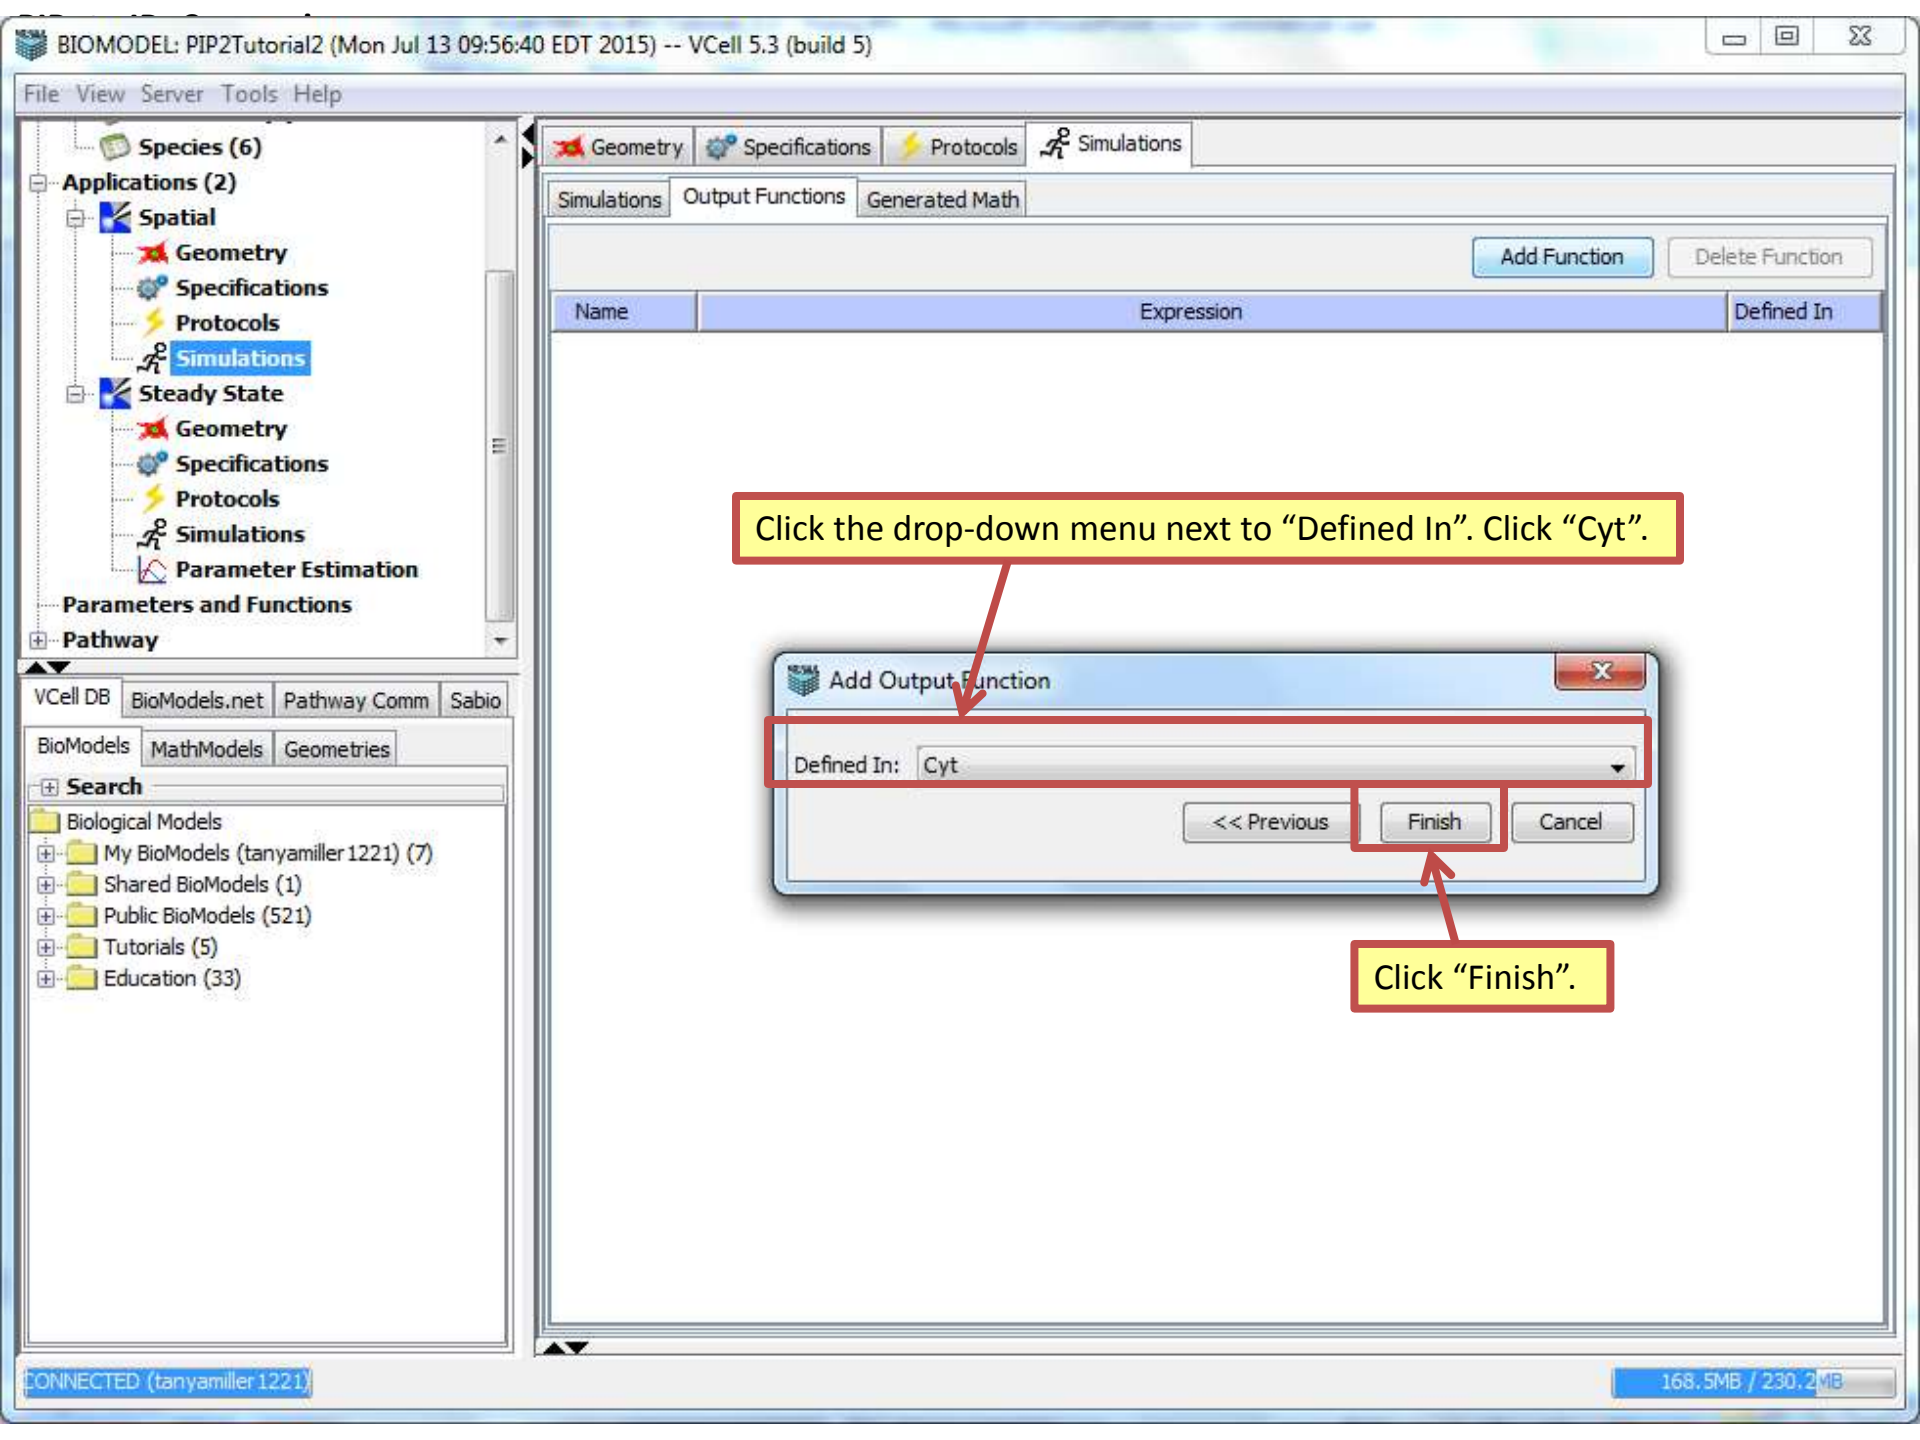 BIOMODEL: PIP2Tutorial2 (Mon Jul 13 09:56:40 EDT 2015) -- VCell 5.3 (build 5)
File View Server Tools Help
Species (6)
Applications (2)
Spatial
Geometry
Specifications
Protocols
Simulations
Steady State
Geometry
Specifications
Protocols
Simulations
Parameter Estimation
Parameters and Functions
Pathway
VCell DB BioModels.net Pathway Comm Sabio
BioModels MathModels Geometries
Search
Biological Models
My BioModels (tanyamiller1221) (7)
Shared BioModels (1)
Public BioModels (521)
Tutorials (5)
Education (33)
Geometry Specifications Protocols Simulations
Simulations Output Functions Generated Math
Add Function Delete Function
Name Expression Defined In
Click the drop-down menu next to “Defined In”. Click “Cyt”.
Add Output Function
Defined In: Cyt
<< Previous Finish Cancel
Click “Finish”.
CONNECTED (tanyamiller1221)
168.5MB / 230.2MB